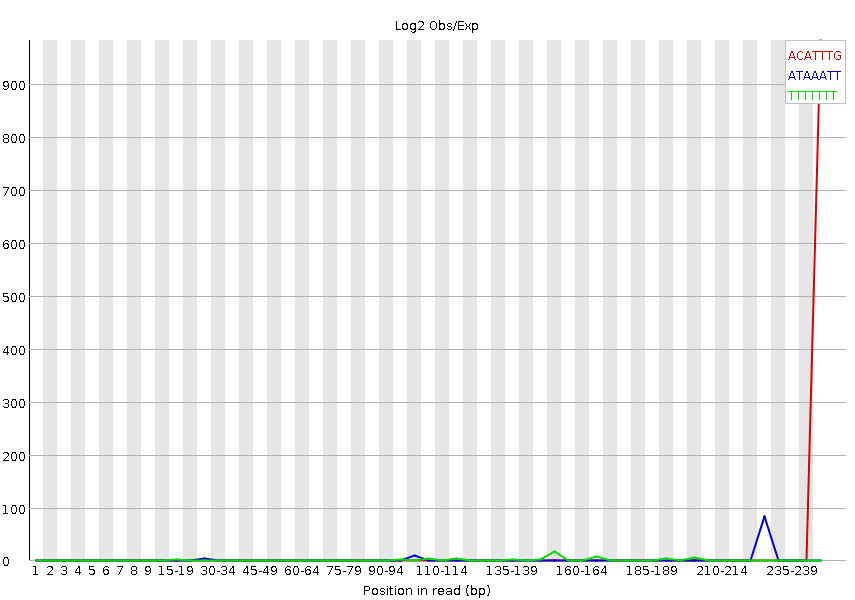 Log2 Obs/Exp
ACATTTG
ATAAATT
TTTTTTT
900
800
700
600
500
400
300
200
100
0
1 2 3 4 5 6 7 8 9 15-19 30-34 45-49 60-64 75-79 90-94 110-114 135-139 160-164 185-189 210-214 235-239
Position in read (bp)